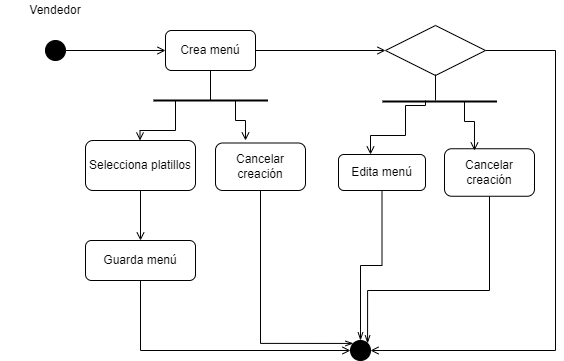 Vendedor
Crea menú
Selecciona platillos
Cancelar
creación
Edita menú
Cancelar
creación
Guarda menú